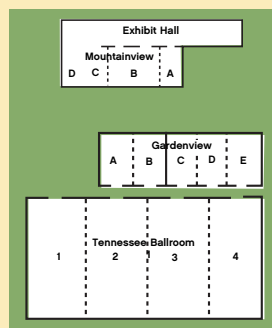 Exhibit Hall
Mountainview
D C B A
Gardenview
A B C D E
Tennessee Ballroom
1 2 3 4